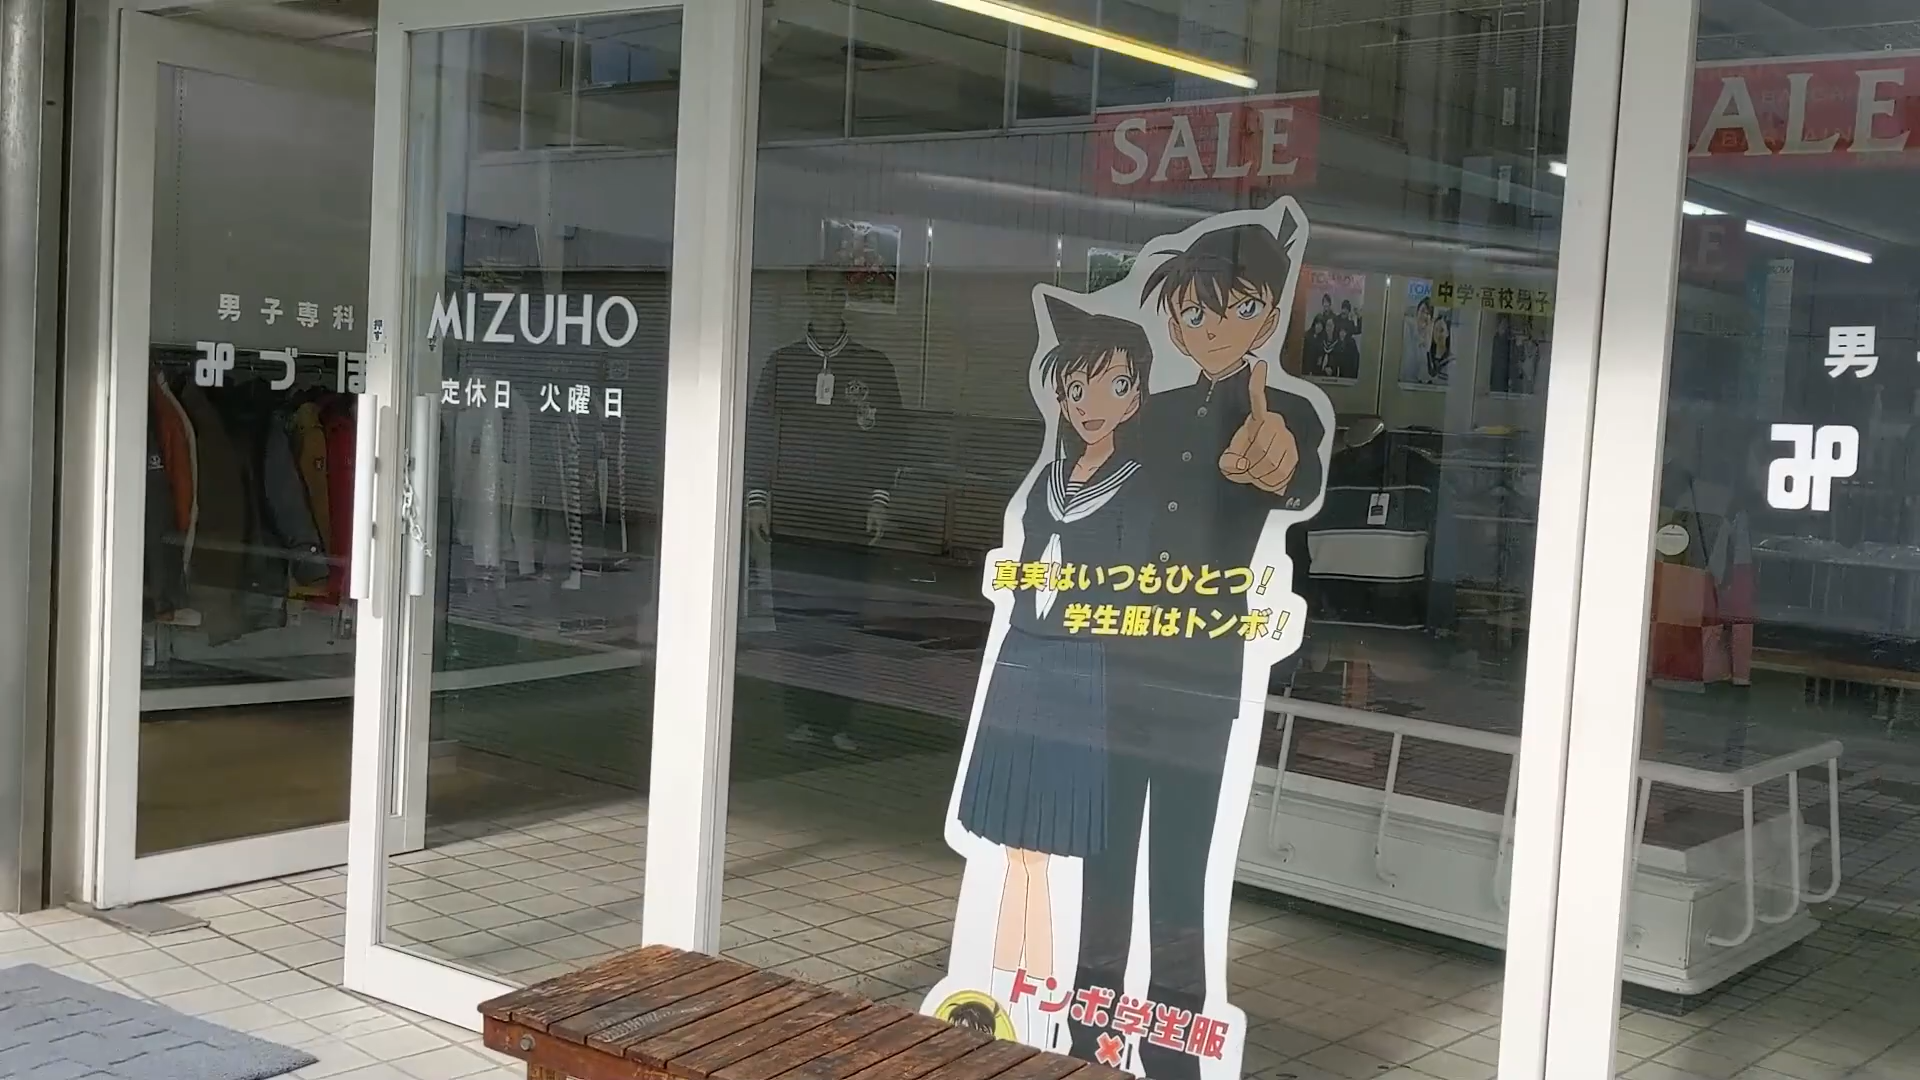 SALE
ALE
男子専科
みづほ
押す
MIZUHO
定休日 火曜日
中学・高校男子
男
み
真実はいつもひとつ!
学生服はトンボ!
トンボ学生服
×